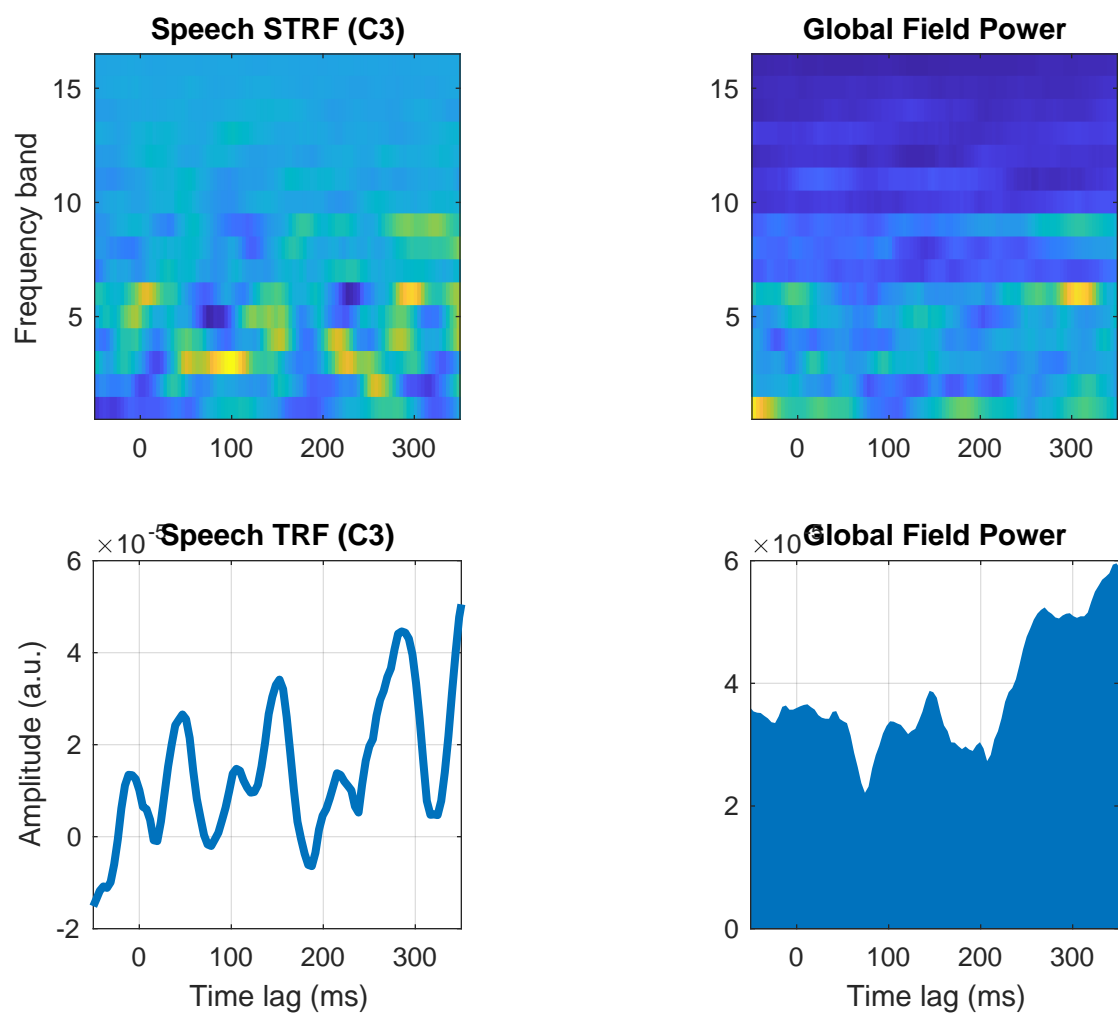 Speech STRF (C3)
Frequency band
15
10
5
0 100 200 300
Global Field Power
15
10
5
0 100 200 300
Speech TRF (C3)
×10-5
Amplitude (a.u.)
6
4
2
0
-2
0 100 200 300
Time lag (ms)
Global Field Power
×10-5
6
4
2
0
0 100 200 300
Time lag (ms)